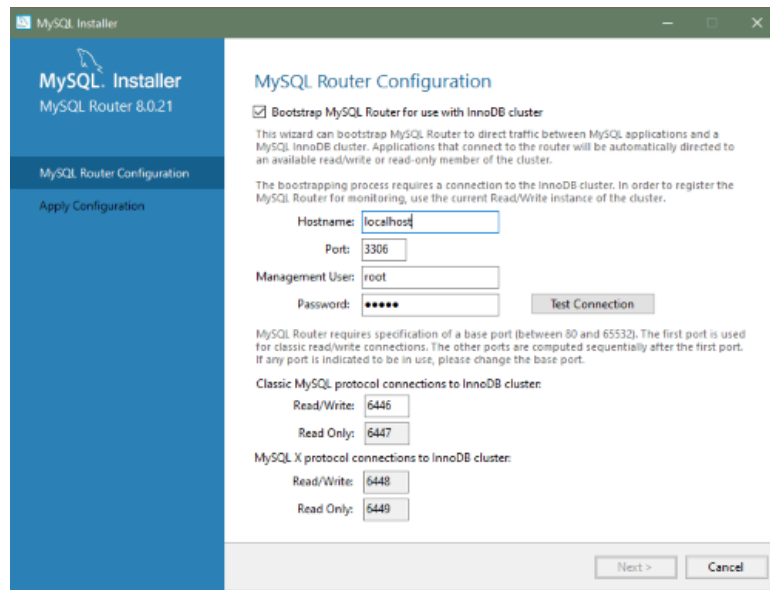 MySQL Installer
MySQL. Installer
MySQL Router 8.0.21
MySQL Router Configuration
Apply Configuration
MySQL Router Configuration
Bootstrap MySQL Router for use with InnoDB cluster
This wizard can bootstrap MySQL Router to direct traffic between MySQL applications and a
MySQL InnoDB cluster. Applications that connect to the router will be automatically directed to
an available read/write or read-only member of the cluster.
The boostrapping process requires a connection to the InnoDB cluster. In order to register the
MySQL Router for monitoring, use the current Read/Write instance of the cluster.
Hostname: localhost
Port: 3306
Management User: root
Password: •••••
Test Connection
MySQL Router requires specification of a base port (between 80 and 65532). The first port is used
for classic read/write connections. The other ports are computed sequentially after the first port.
If any port is indicated to be in use, please change the base port.
Classic MySQL protocol connections to InnoDB cluster:
Read/Write: 6446
Read Only: 6447
MySQL X protocol connections to InnoDB cluster:
Read/Write: 6448
Read Only: 6449
Next >
Cancel